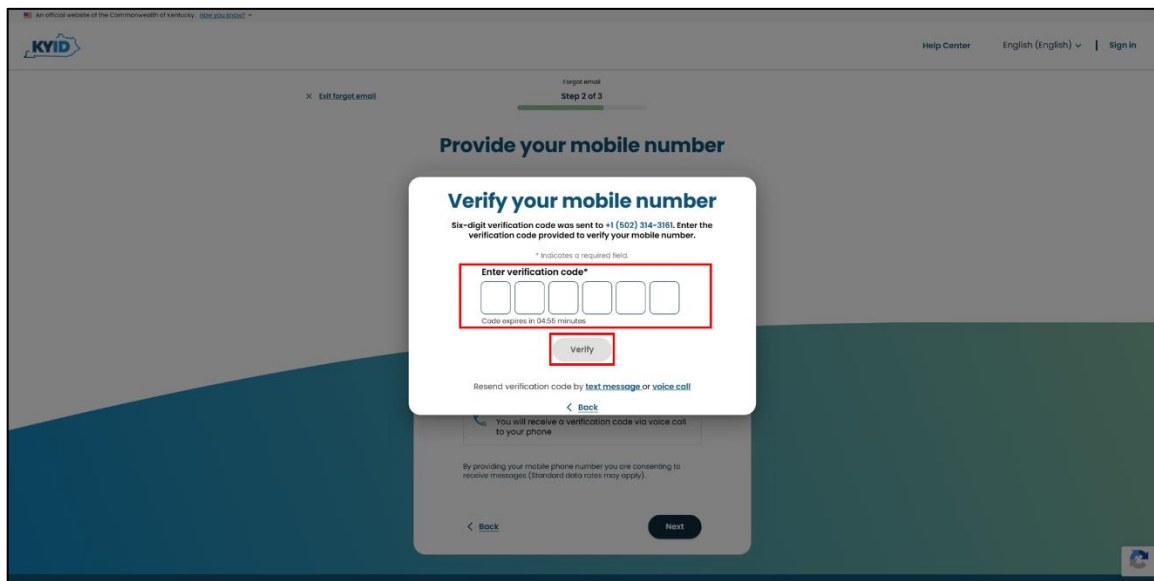 An official website of the Commonwealth of Kentucky. How you know?
KYID
Help Center English (English) | Sign in
Forgot email
Exit forgot email
Step 2 of 3
Provide your mobile number
Verify your mobile number
Six-digit verification code was sent to +1 (502) 314-3161. Enter the
verification code provided to verify your mobile number.
* Indicates a required field.
Enter verification code*
Code expires in 04:55 minutes
Verify
Resend verification code by text message or voice call
Back
You will receive a verification code via voice call
to your phone
By providing your mobile phone number you are consenting to
receive messages (Standard data rates may apply).
Back
Next